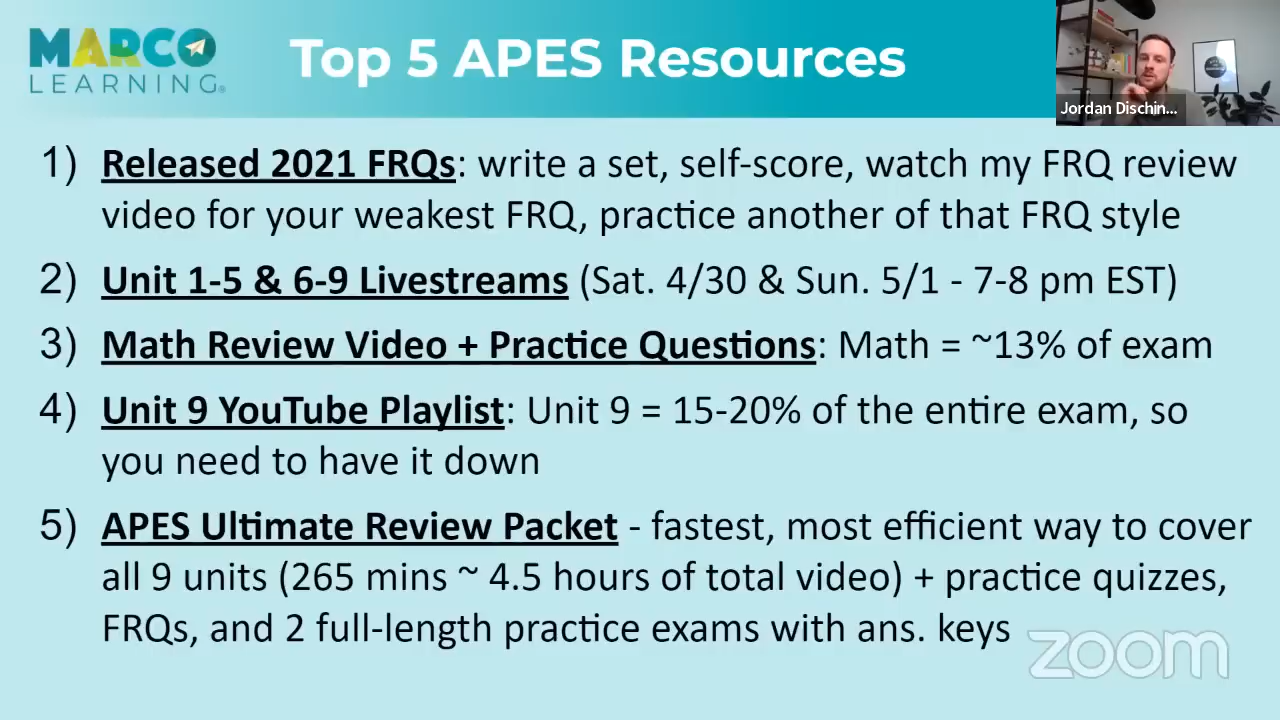 MARCO
LEARNING®
Top 5 APES Resources
Jordan Dischin...
1) Released 2021 FRQs: write a set, self-score, watch my FRQ review
video for your weakest FRQ, practice another of that FRQ style
2) Unit 1-5 & 6-9 Livestreams (Sat. 4/30 & Sun. 5/1 - 7-8 pm EST)
3) Math Review Video + Practice Questions: Math = ~13% of exam
4) Unit 9 YouTube Playlist: Unit 9 = 15-20% of the entire exam, so
you need to have it down
5) APES Ultimate Review Packet - fastest, most efficient way to cover
all 9 units (265 mins ~ 4.5 hours of total video) + practice quizzes,
FRQs, and 2 full-length practice exams with ans. keys
zoom